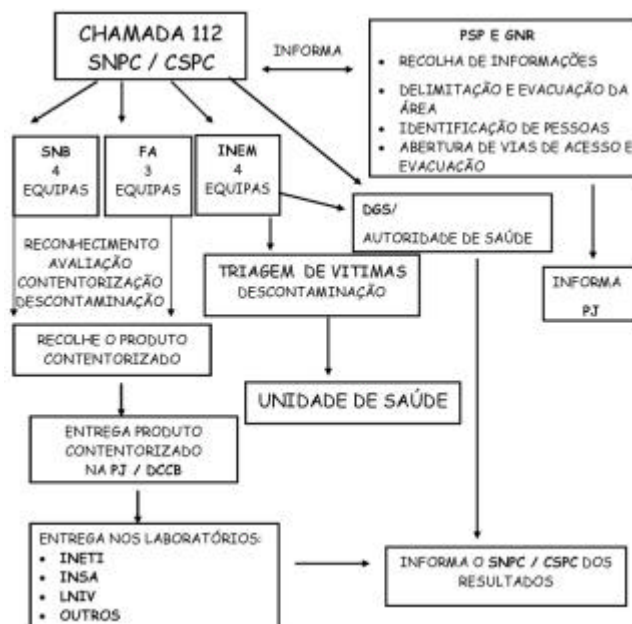 CHAMADA 112
SNPC / CSPC
INFORMA
PSP E GNR
• RECOLHA DE INFORMAÇÕES
• DELIMITAÇÃO E EVACUAÇÃO DA
ÁREA
• IDENTIFICAÇÃO DE PESSOAS
• ABERTURA DE VIAS DE ACESSO E
EVACUAÇÃO
SNB
4
EQUIPAS
FA
3
EQUIPAS
INEM
4
EQUIPAS
DGS/
AUTORIDADE DE SAÚDE
RECONHECIMENTO
AVALIAÇÃO
CONTENTORIZAÇÃO
DESCONTAMINAÇÃO
TRIAGEM DE VITIMAS
DESCONTAMINAÇÃO
INFORMA
PJ
RECOLHE O PRODUTO
CONTENTORIZADO
UNIDADE DE SAÚDE
ENTREGA PRODUTO
CONTENTORIZADO
NA PJ / DCCB
ENTREGA NOS LABORATÓRIOS:
• INETI
• INSA
• LNIV
• OUTROS
INFORMA O SNPC / CSPC DOS
RESULTADOS